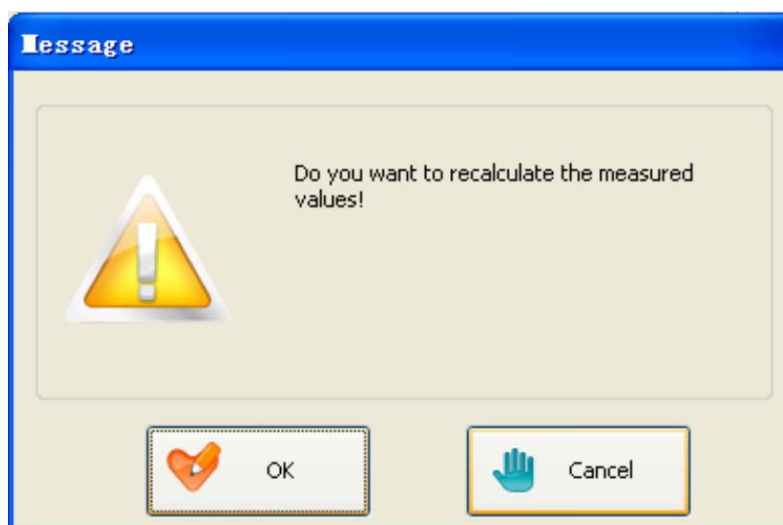 Message
Do you want to recalculate the measured
values!
OK
Cancel